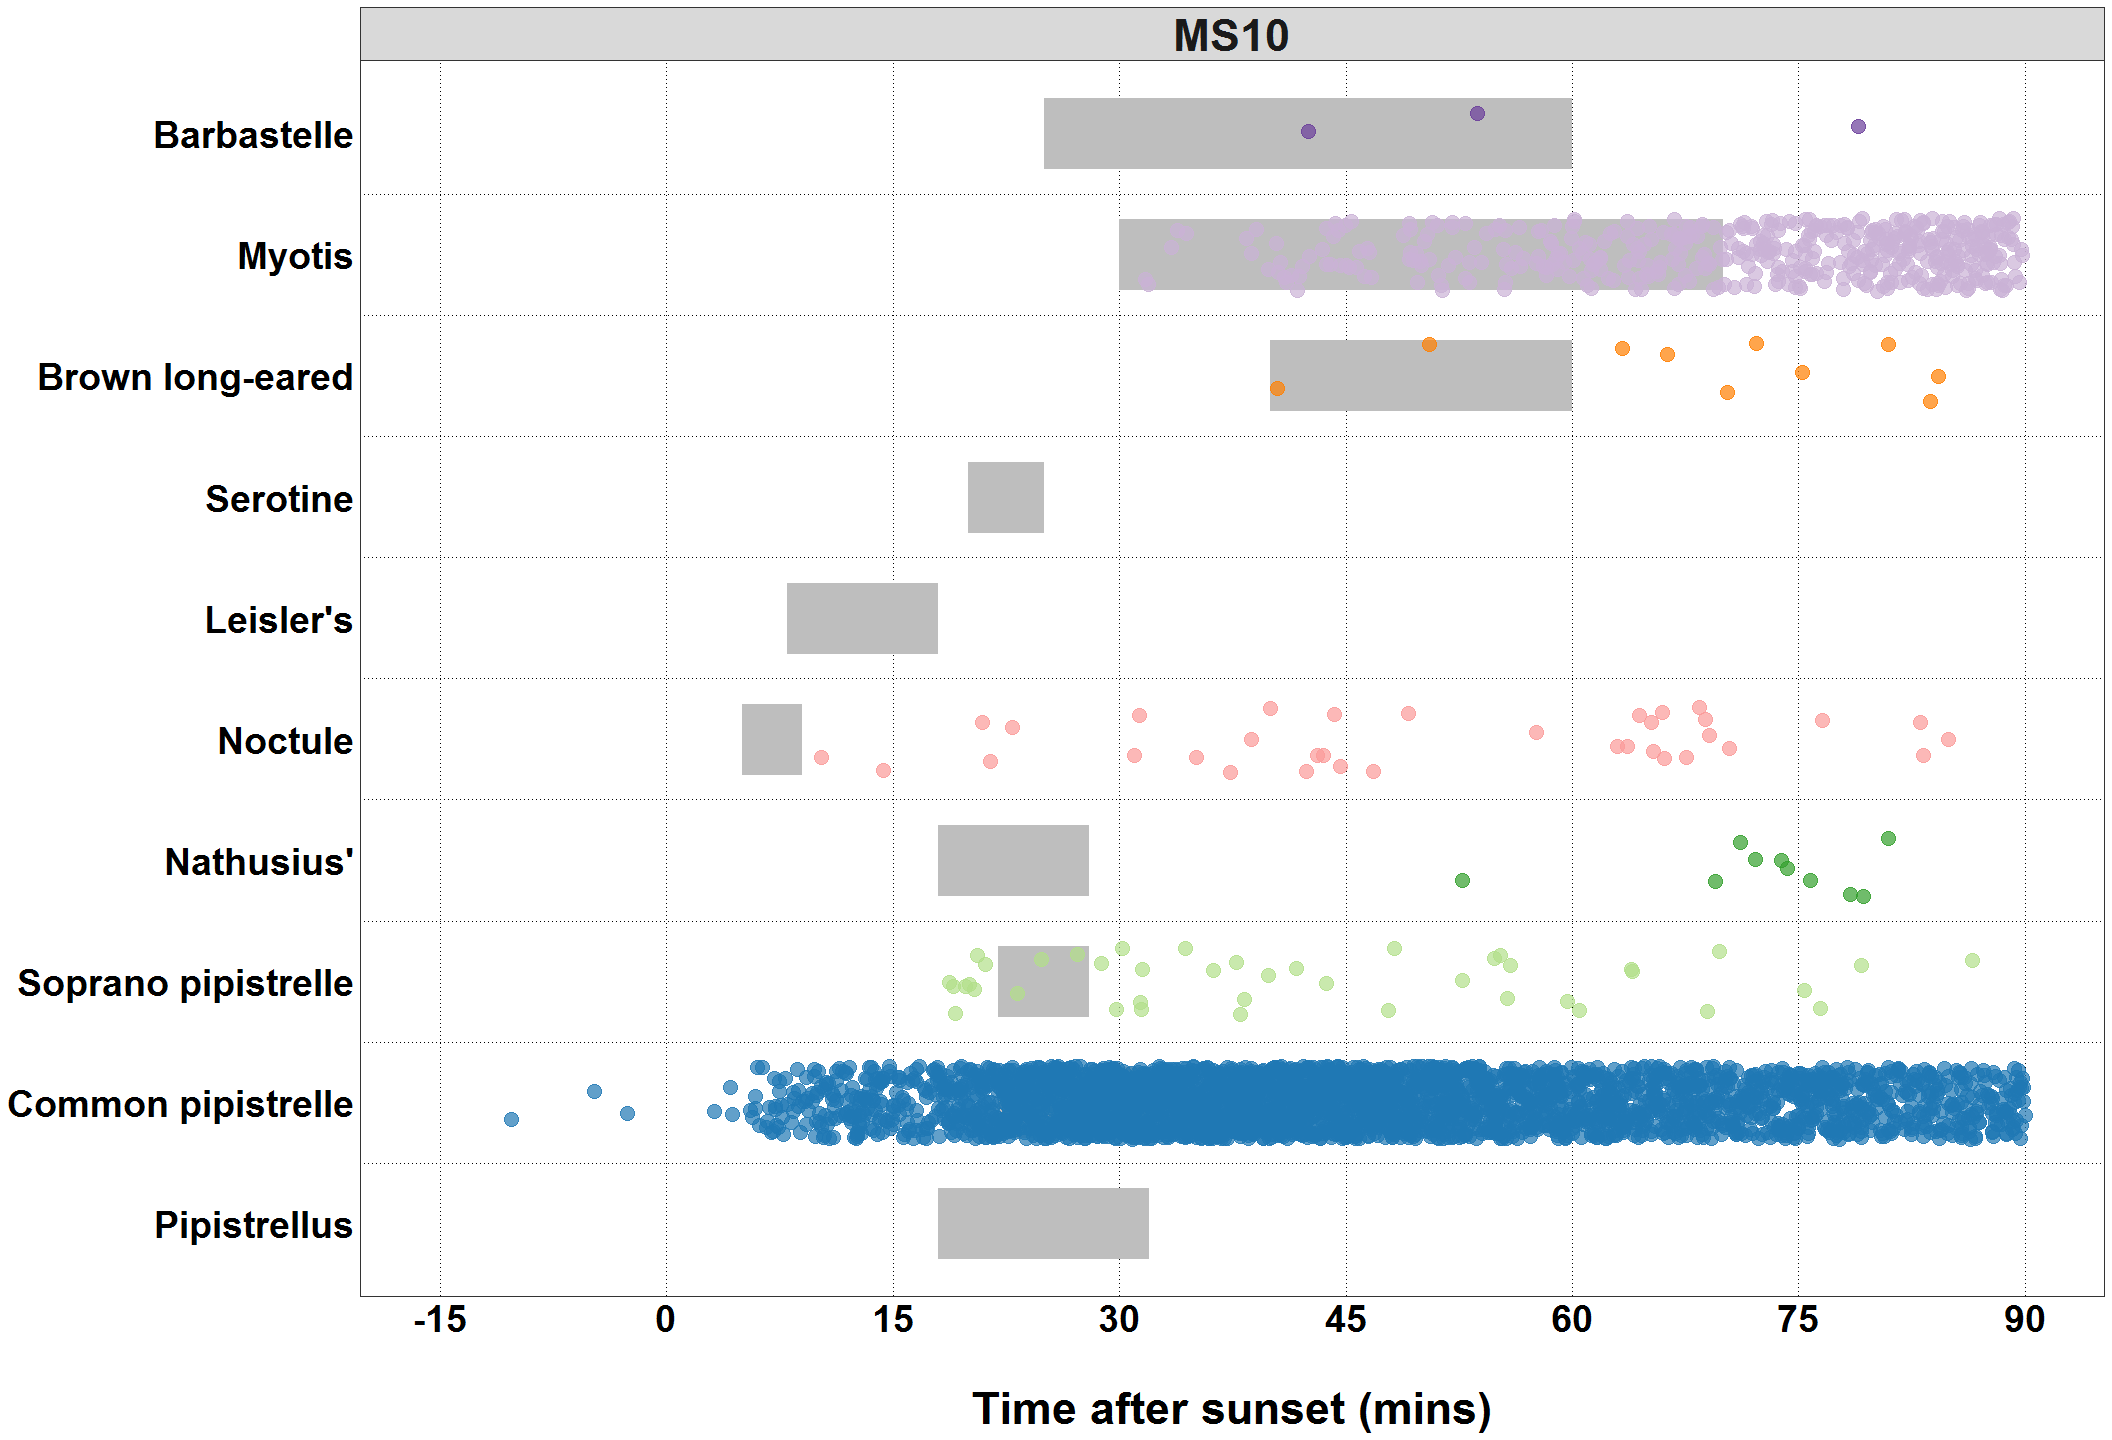 MS10
Barbastelle
Myotis
Brown long-eared
Serotine
Leisler's
Noctule
Nathusius'
Soprano pipistrelle
Common pipistrelle
Pipistrellus
-15 0 15 30 45 60 75 90
Time after sunset (mins)